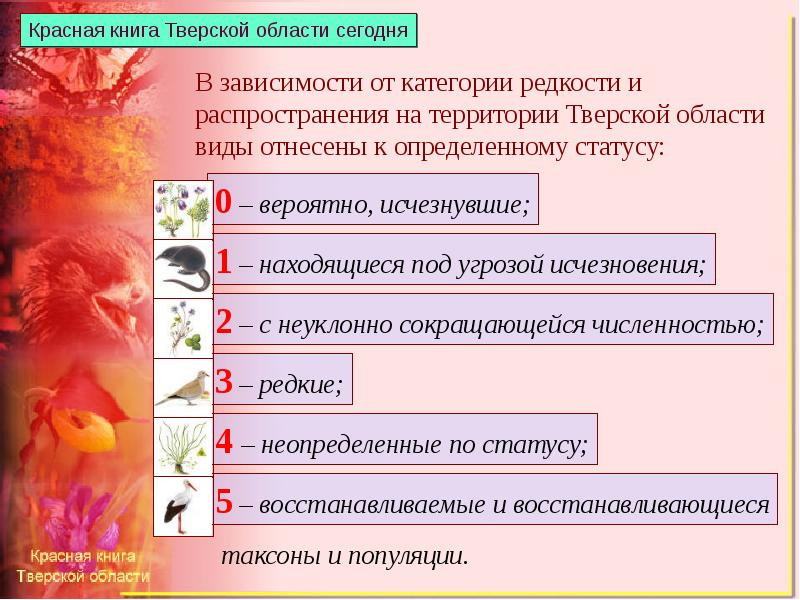 Красная книга Тверской области сегодня
В зависимости от категории редкости и
распространения на территории Тверской области
виды отнесены к определенному статусу:
0 – вероятно, исчезнувшие;
1 – находящиеся под угрозой исчезновения;
2 – с неуклонно сокращающейся численностью;
3 – редкие;
4 – неопределенные по статусу;
5 – восстанавливаемые и восстанавливающиеся
таксоны и популяции.
Красная книга
Тверской области